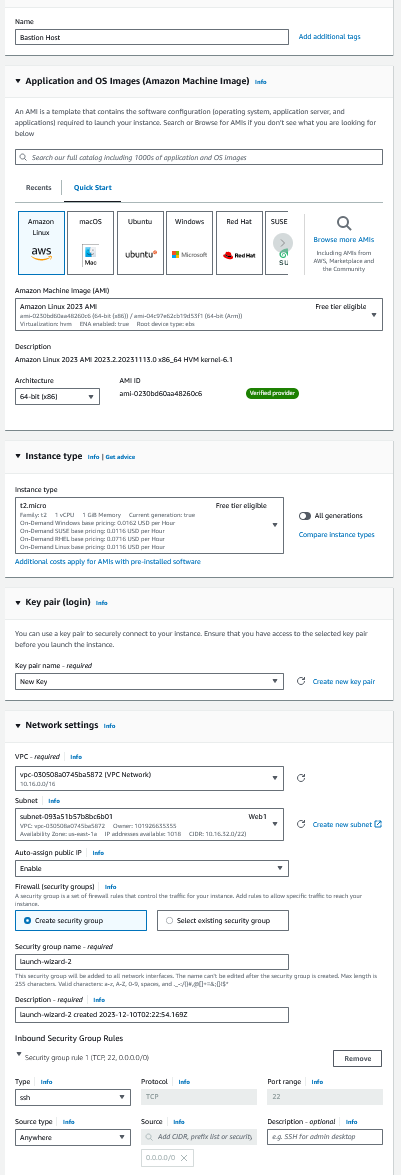 Name
Bastion Host
Add additional tags
Application and OS Images (Amazon Machine Image) Info
An AMI is a template that contains the software configuration (operating system, application server, and
applications) required to launch your instance. Search or Browse for AMIs if you don't see what you are looking for
below
Search our full catalog including 1000s of application and OS images
Recents
Quick Start
Amazon
Linux
aws
macOS
Mac
Ubuntu
ubuntu
Windows
Microsoft
Red Hat
Red Hat
SUSE
SU
Browse more AMIs
Including AMIs from
AWS, Marketplace and
the Community
Amazon Machine Image (AMI)
Amazon Linux 2023 AMI
Free tier eligible
ami-0230bd60aa48260c6 (64-bit (x86)) / ami-04c97e62cb19d53f1 (64-bit (Arm))
Virtualization: hvm ENA enabled: true Root device type: ebs
Description
Amazon Linux 2023 AMI 2023.2.20231113.0 x86_64 HVM kernel-6.1
Architecture
AMI ID
64-bit (x86)
ami-0230bd60aa48260c6
Verified provider
Instance type Info | Get advice
Instance type
t2.micro
Free tier eligible
Family: t2 1 vCPU 1 GiB Memory Current generation: true
On-Demand Windows base pricing: 0.0162 USD per Hour
On-Demand SUSE base pricing: 0.0116 USD per Hour
On-Demand RHEL base pricing: 0.0716 USD per Hour
On-Demand Linux base pricing: 0.0116 USD per Hour
All generations
Compare instance types
Additional costs apply for AMIs with pre-installed software
Key pair (login) Info
You can use a key pair to securely connect to your instance. Ensure that you have access to the selected key pair
before you launch the instance.
Key pair name - required
New Key
Create new key pair
Network settings Info
VPC - required Info
vpc-030508a0745ba5872 (VPC Network)
10.16.0.0/16
Subnet Info
subnet-093a51b57b8bc6b01
Web1
VPC: vpc-030508a0745ba5872 Owner: 101926635355
Availability Zone: us-east-1a IP addresses available: 1018 CIDR: 10.16.32.0/22)
Create new subnet
Auto-assign public IP Info
Enable
Firewall (security groups) Info
A security group is a set of firewall rules that control the traffic for your instance. Add rules to allow specific traffic to reach your
instance.
Create security group
Select existing security group
Security group name - required
launch-wizard-2
This security group will be added to all network interfaces. The name can't be edited after the security group is created. Max length is
255 characters. Valid characters: a-z, A-Z, 0-9, spaces, and ._-:/()#,@[]+=&;{}!$*
Description - required Info
launch-wizard-2 created 2023-12-10T02:22:54.169Z
Inbound Security Group Rules
Security group rule 1 (TCP, 22, 0.0.0.0/0)
Remove
Type Info
Protocol Info
Port range Info
ssh
TCP
22
Source type Info
Source Info
Description - optional Info
Anywhere
Add CIDR, prefix list or security
e.g. SSH for admin desktop
0.0.0.0/0